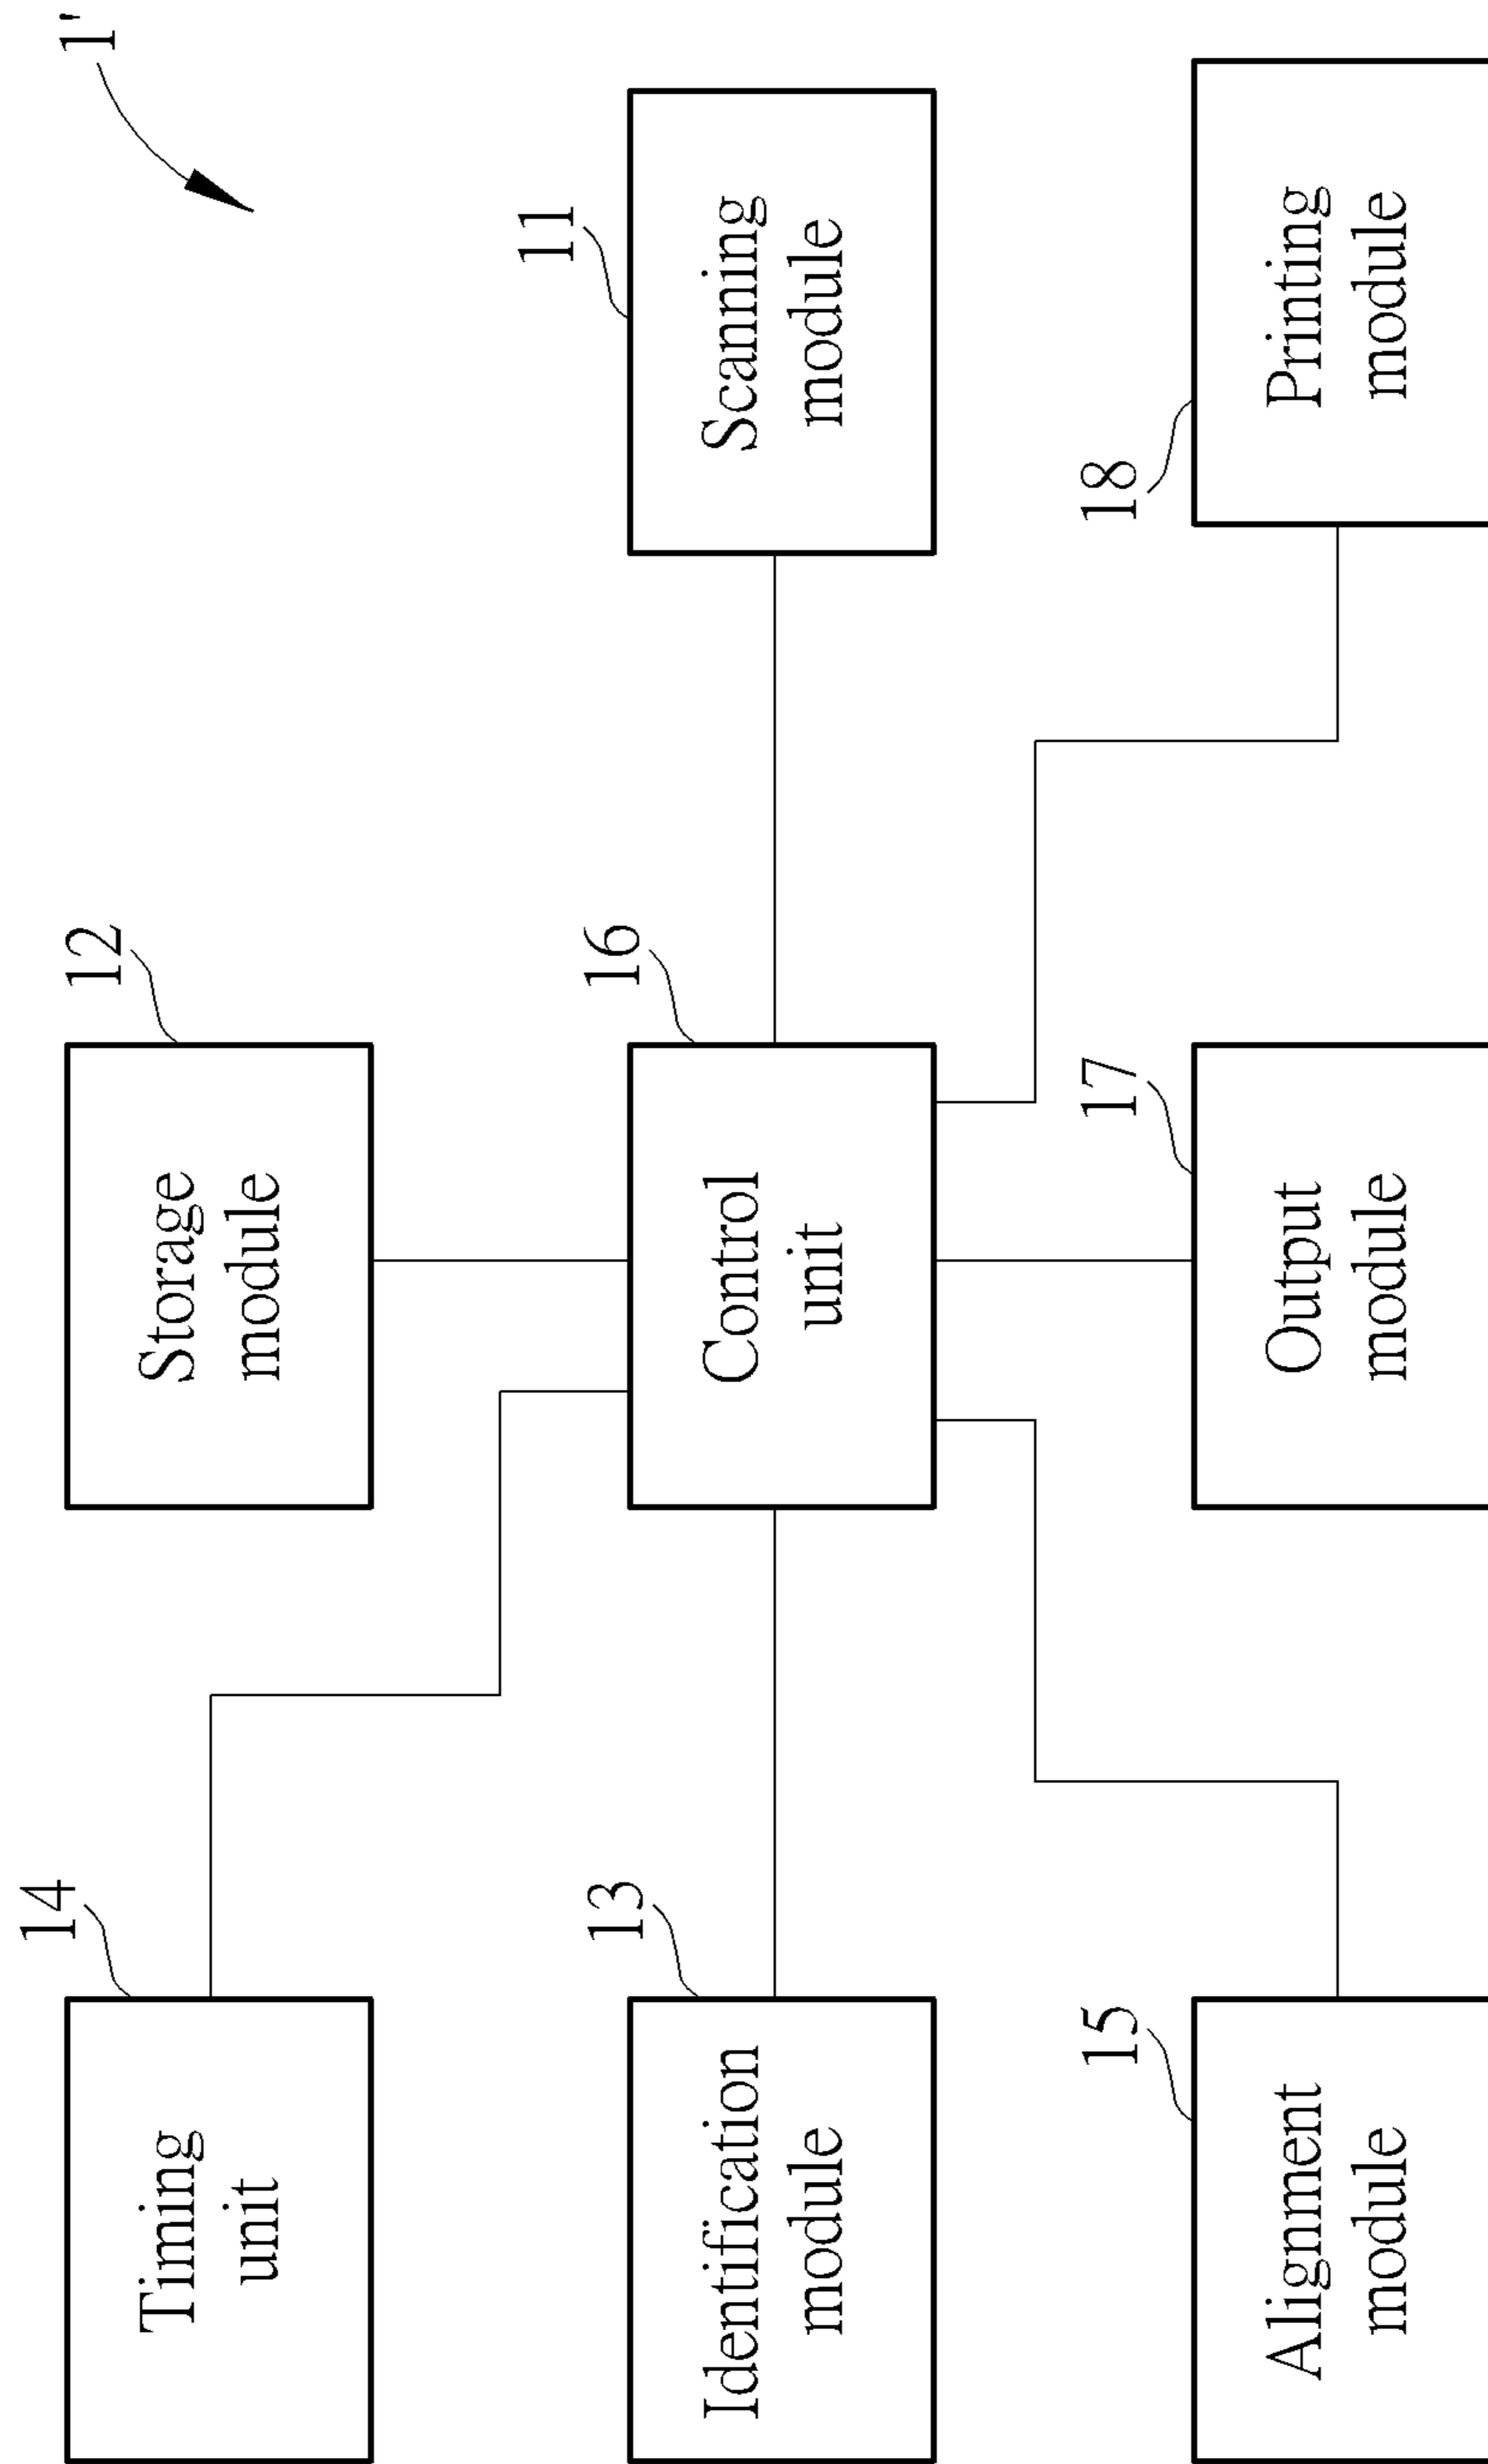 1'
14
Timing
unit
12
Storage
module
13
Identification
module
16
Control
unit
11
Scanning
module
15
Alignment
module
17
Output
module
18
Printing
module